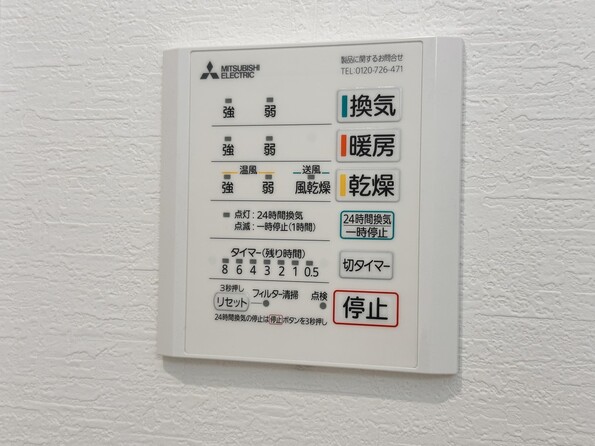 MITSUBISHI
ELECTRIC
製品に関するお問合せ
TEL:0120-726-471
強 弱 換気
強 弱 暖房
温風 送風
強 弱 風乾燥 乾燥
点灯:24時間換気
点滅:一時停止(1時間)
24時間換気
一時停止
タイマー(残り時間)
8 6 4 3 2 1 0.5
切タイマー
3秒押し
リセット フィルター清掃 点検
停止
24時間換気の停止は停止ボタンを3秒押し